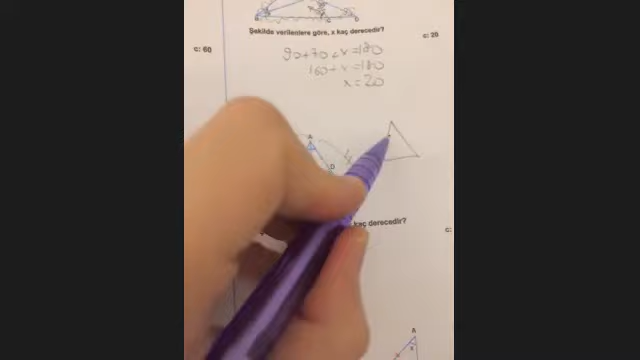 B C D
Şekilde verilenlere göre, x kaç derecedir?
c: 60
c: 20
90+70+x=180
160+x=180
x=20
A
D
kaç derecedir?
c:
A
x